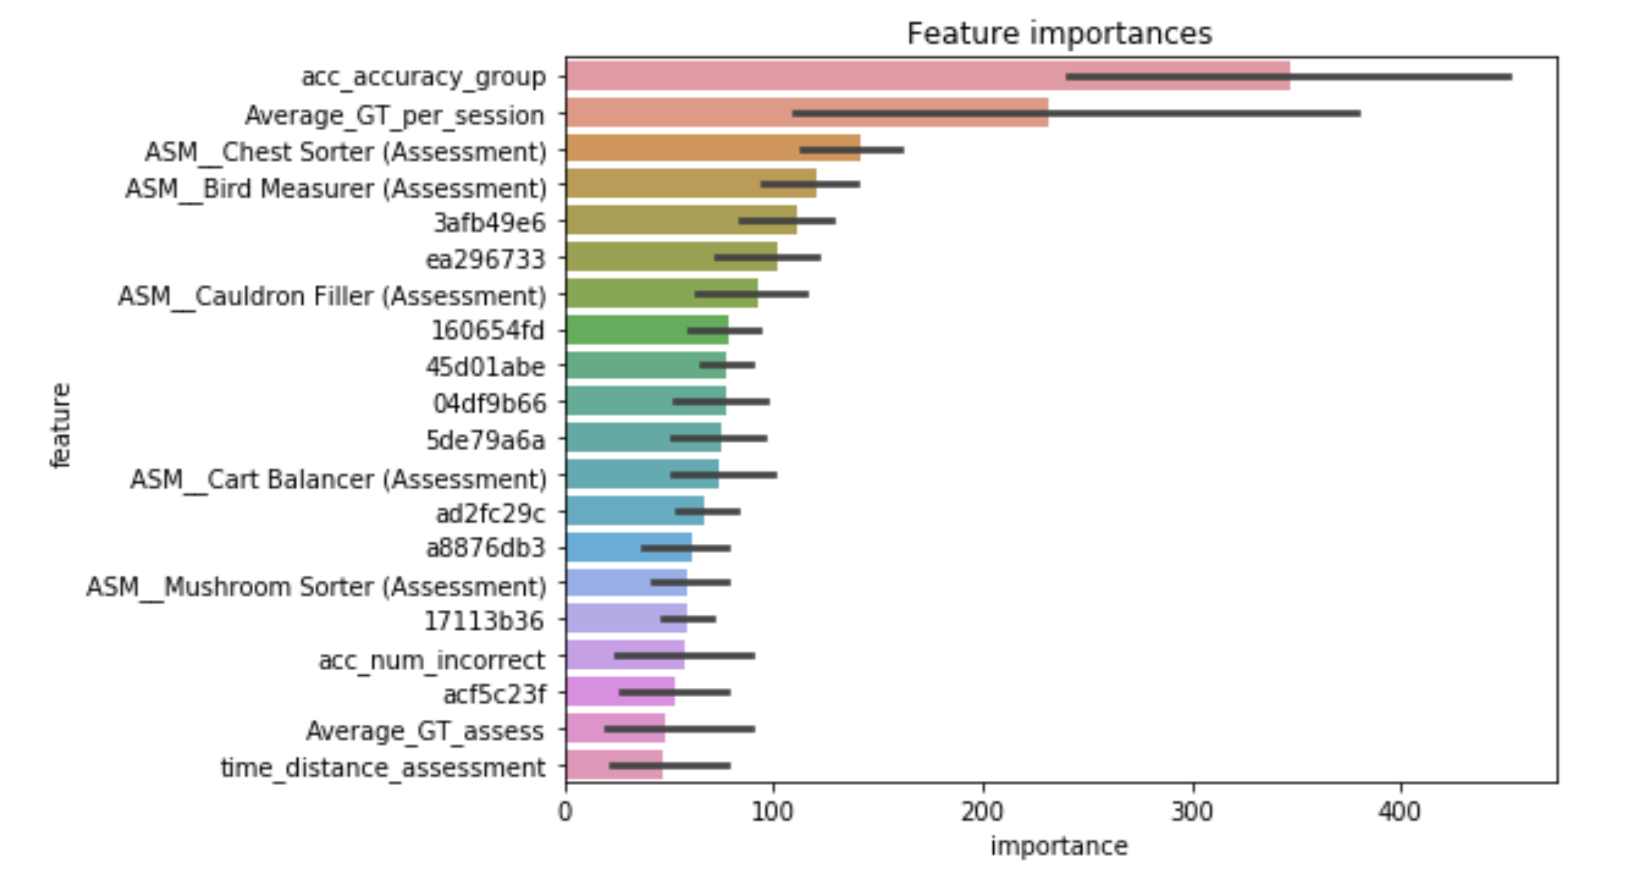 Feature importances
acc_accuracy_group
Average_GT_per_session
ASM__Chest Sorter (Assessment)
ASM__Bird Measurer (Assessment)
3afb49e6
ea296733
ASM__Cauldron Filler (Assessment)
160654fd
45d01abe
04df9b66
5de79a6a
ASM__Cart Balancer (Assessment)
ad2fc29c
a8876db3
ASM__Mushroom Sorter (Assessment)
17113b36
acc_num_incorrect
acf5c23f
Average_GT_assess
time_distance_assessment
feature
0 100 200 300 400
importance